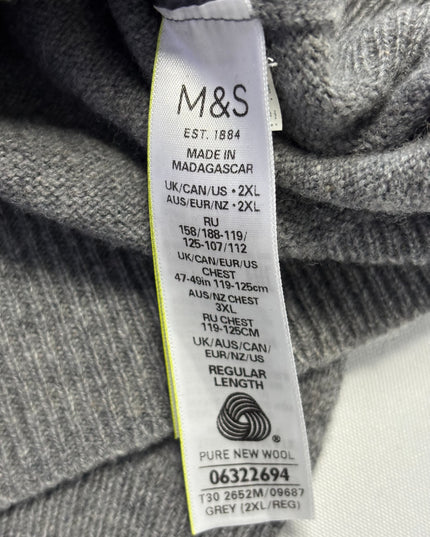 M&S
EST. 1884
MADE IN
MADAGASCAR
UK/CAN/US • 2XL
AUS/EUR/NZ • 2XL
RU
158/188-119/
125-107/112
UK/CAN/EUR/US
CHEST
47-49in 119-125cm
AUS/NZ CHEST
3XL
RU CHEST
119-125CM
UK/AUS/CAN/
EUR/NZ/US
REGULAR
LENGTH
®
PURE NEW WOOL
06322694
T30 2652M/09687
GREY (2XL/REG)